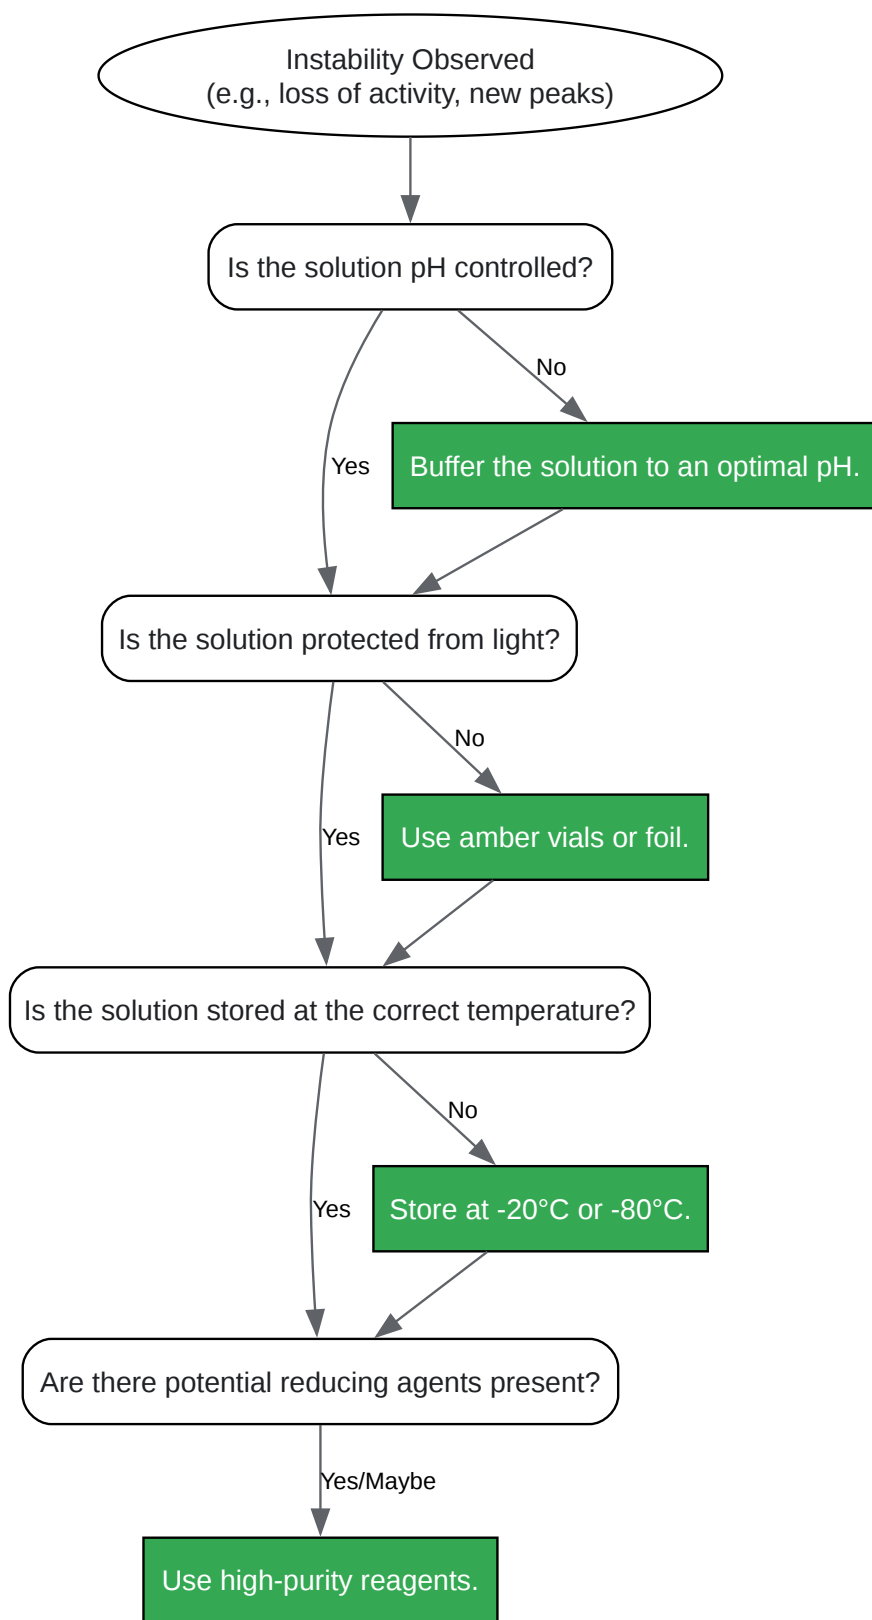 Instability Observed
(e.g., loss of activity, new peaks)
Is the solution pH controlled?
No
Yes
Buffer the solution to an optimal pH.
Is the solution protected from light?
No
Yes
Use amber vials or foil.
Is the solution stored at the correct temperature?
No
Yes
Store at -20°C or -80°C.
Are there potential reducing agents present?
Yes/Maybe
Use high-purity reagents.